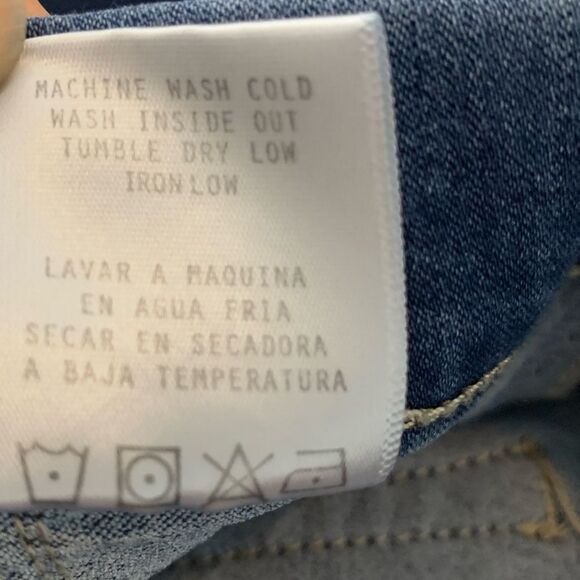 MACHINE WASH COLD
WASH INSIDE OUT
TUMBLE DRY LOW
IRON LOW
LAVAR A MAQUINA
EN AGUA FRIA
SECAR EN SECADORA
A BAJA TEMPERATURA